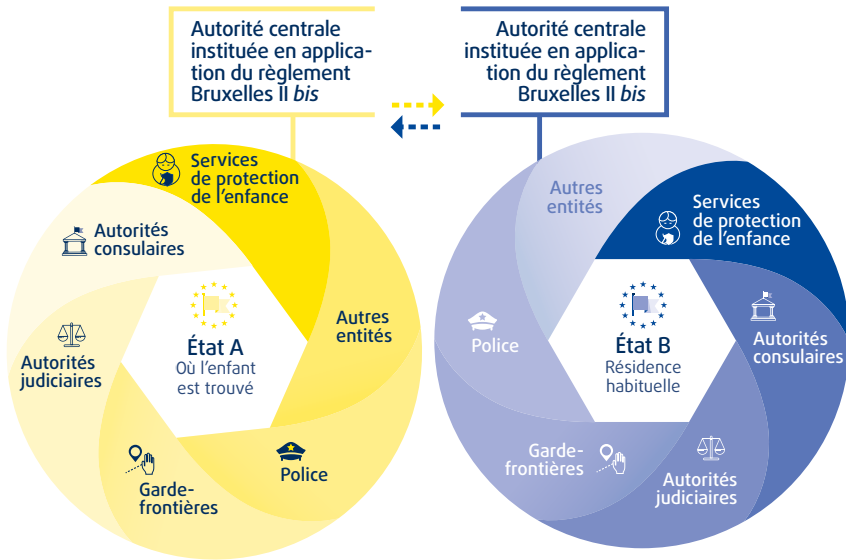 Autorité centrale
instituée en applica-
tion du règlement
Bruxelles II bis
Autorité centrale
instituée en applica-
tion du règlement
Bruxelles II bis
Services
de protection
de l'enfance
Autorités
consulaires
Autres
entités
Autorités
judiciaires
État A
Où l'enfant
est trouvé
Garde-
frontières
Police
Autres
entités
Services
de protection
de l'enfance
Police
Autorités
consulaires
État B
Résidence
habituelle
Garde-
frontières
Autorités
judiciaires